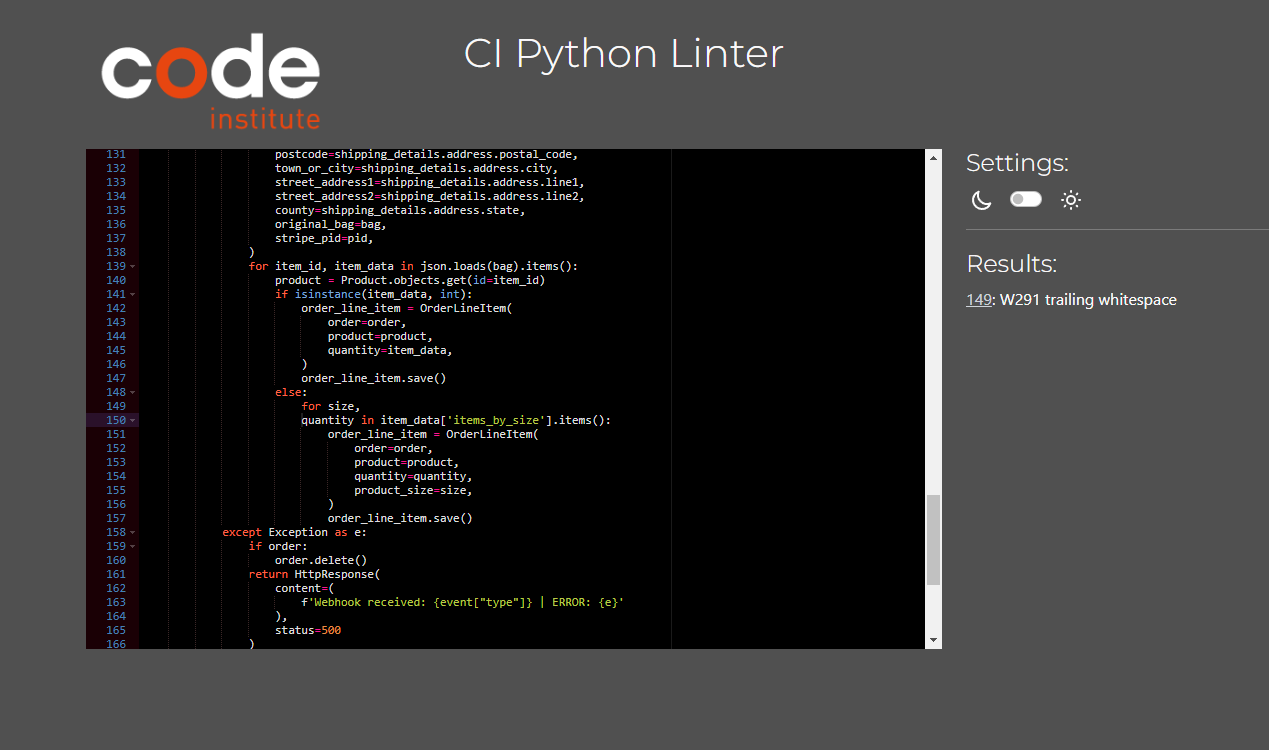 code
institute
CI Python Linter
131 postcode=shipping_details.address.postal_code,
132 town_or_city=shipping_details.address.city,
133 street_address1=shipping_details.address.line1,
134 street_address2=shipping_details.address.line2,
135 county=shipping_details.address.state,
136 original_bag=bag,
137 stripe_pid=pid,
138 )
139 for item_id, item_data in json.loads(bag).items():
140 product = Product.objects.get(id=item_id)
141 if isinstance(item_data, int):
142 order_line_item = OrderLineItem(
143 order=order,
144 product=product,
145 quantity=item_data,
146 )
147 order_line_item.save()
148 else:
149 for size,
150 quantity in item_data['items_by_size'].items():
151 order_line_item = OrderLineItem(
152 order=order,
153 product=product,
154 quantity=quantity,
155 product_size=size,
156 )
157 order_line_item.save()
158 except Exception as e:
159 if order:
160 order.delete()
161 return HttpResponse(
162 content=(
163 f'Webhook received: {event["type"]} | ERROR: {e}'
164 ),
165 status=500
166 )
Settings:
Results:
149: W291 trailing whitespace